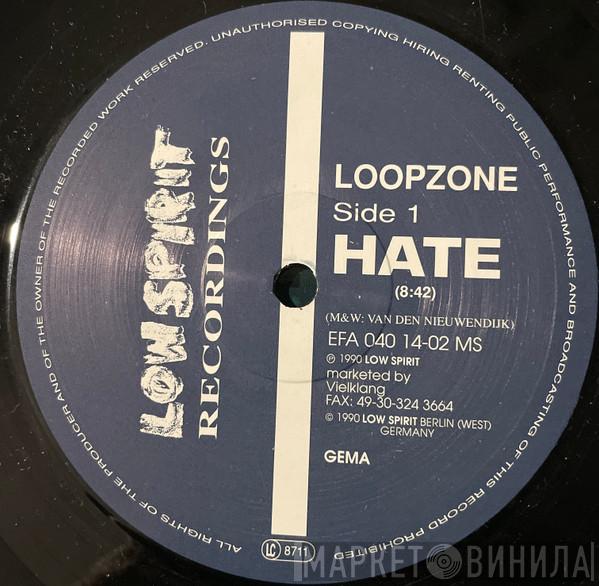 ALL RIGHTS OF THE PRODUCER AND OF THE OWNER OF THE RECORDED WORK RESERVED. UNAUTHORISED COPYING HIRING RENTING PUBLIC PERFORMANCE AND BROADCASTING OF THIS RECORD PROHIBITED
LOW SPIRIT
RECORDINGS
LOOPZONE
Side 1
HATE
(8:42)
(M&W: VAN DEN NIEUWENDIJK)
EFA 040 14-02 MS
℗ 1990 LOW SPIRIT
marketed by
Vielklang
FAX: 49-30-324 3664
© 1990 LOW SPIRIT BERLIN (WEST)
GERMANY
GEMA
LC 8711
МАРКЕТ ВИНИЛА